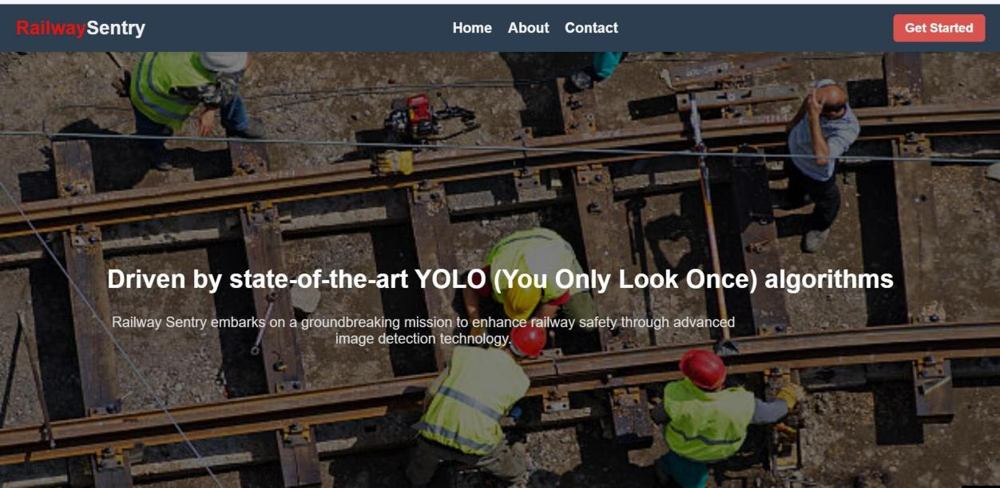 RailwaySentry
Home About Contact
Get Started
Driven by state-of-the-art YOLO (You Only Look Once) algorithms
Railway Sentry embarks on a groundbreaking mission to enhance railway safety through advanced
image detection technology.